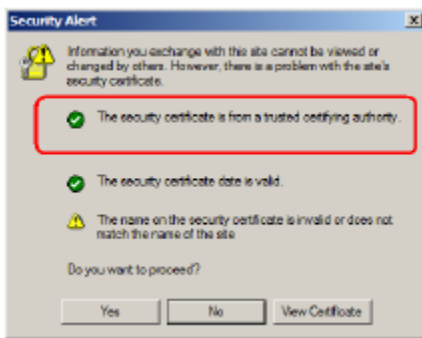 Security Alert
Information you exchange with this site cannot be viewed or
changed by others. However, there is a problem with the site's
security certificate.
The security certificate is from a trusted certifying authority.
The security certificate date is valid.
The name on the security certificate is invalid or does not
match the name of the site
Do you want to proceed?
Yes
No
View Certificate